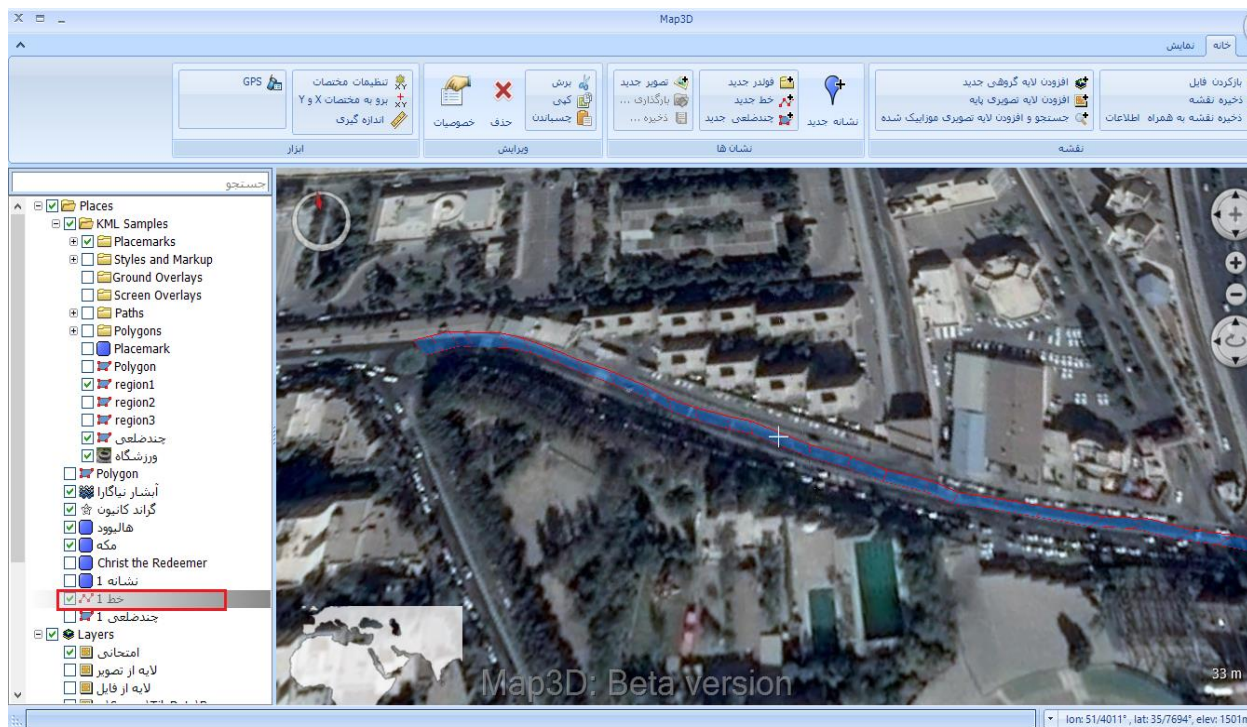 Map3D
خانه
نمایش
بازکردن فایل
ذخیره نقشه
ذخیره نقشه به همراه اطلاعات
افزودن لایه گروهی جدید
افزودن لایه تصویری پایه
جستجو و افزودن لایه تصویری موزاییک شده
نقشه
نشانه جدید
فولدر جدید
خط جدید
چندضلعی جدید
تصویر جدید
بارگذاری ...
ذخیره ...
نشان ها
برش
کپی
چسباندن
حذف
خصوصیات
ویرایش
تنظیمات مختصات
برو به مختصات X و Y
اندازه گیری
GPS
ابزار
جستجو
Places
KML Samples
Placemarks
Styles and Markup
Ground Overlays
Screen Overlays
Paths
Polygons
Placemark
Polygon
region1
region2
region3
چندضلعی
ورزشگاه
Polygon
آبشار نیاگارا
گراند کانیون
هالیوود
مکه
Christ the Redeemer
نشانه 1
خط 1
چندضلعی 1
Layers
امتحانی
لایه از تصویر
لایه از فایل
Map3D: Beta version
33 m
lon: 51/4011°, lat: 35/7694°, elev: 1501m